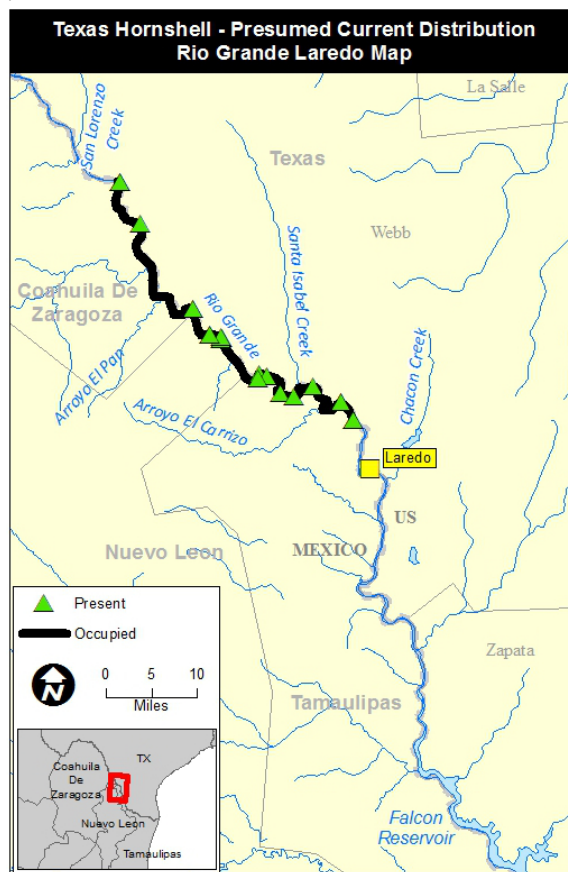 Texas Hornshell - Presumed Current Distribution
Rio Grande Laredo Map
La Salle
San Lorenzo
Creek
Texas
Webb
Santa Isabel Creek
Coahuila De
Zaragoza
Rio Grande
Arroyo El Pan
Chacon Creek
Arroyo El Carrizo
Laredo
US
MEXICO
Nuevo Leon
Zapata
Tamaulipas
Falcon
Reservoir
Present
Occupied
N
0 5 10
Miles
Coahuila
De
Zaragoza
TX
Nuevo Leon
Tamaulipas